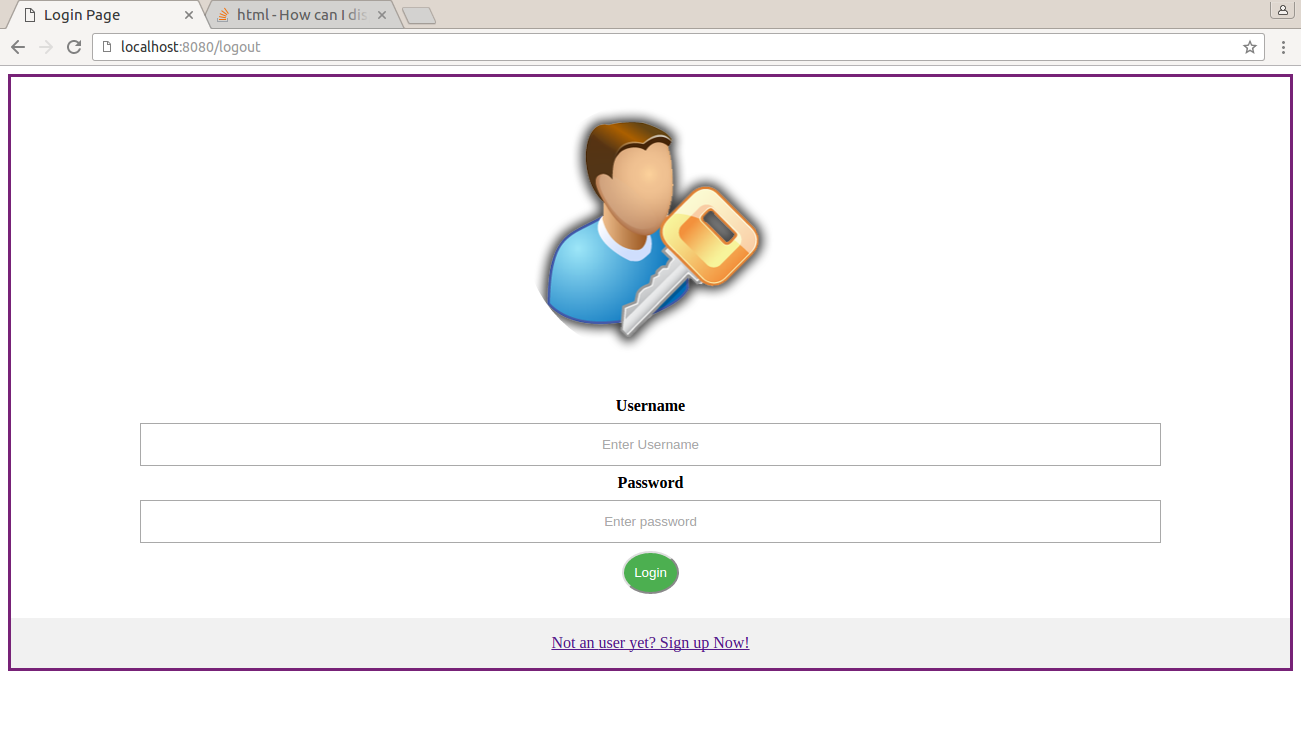 Login Page
html - How can I dis
localhost:8080/logout
Username
Enter Username
Password
Enter password
Login
Not an user yet? Sign up Now!